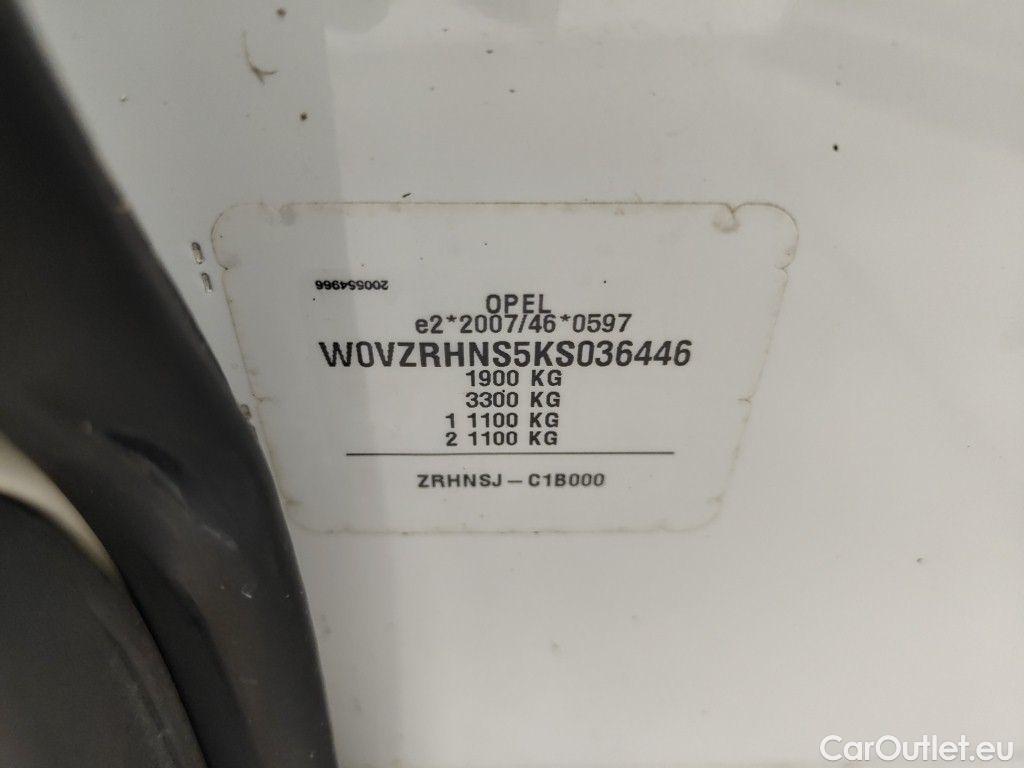 200554966
OPEL
e2*2007/46*0597
W0VZRHNS5KS036446
1900 KG
3300 KG
1 1100 KG
2 1100 KG
ZRHNSJ – C1B000
CarOutlet.eu